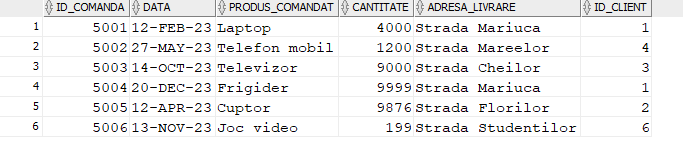 ID_COMANDA DATA PRODUS_COMANDAT CANTITATE ADRESA_LIVRARE ID_CLIENT
1 5001 12-FEB-23 Laptop 4000 Strada Mariuca 1
2 5002 27-MAY-23 Telefon mobil 1200 Strada Mareelor 4
3 5003 14-OCT-23 Televizor 9000 Strada Cheilor 3
4 5004 20-DEC-23 Frigider 9999 Strada Mariuca 1
5 5005 12-APR-23 Cuptor 9876 Strada Florilor 2
6 5006 13-NOV-23 Joc video 199 Strada Studentilor 6